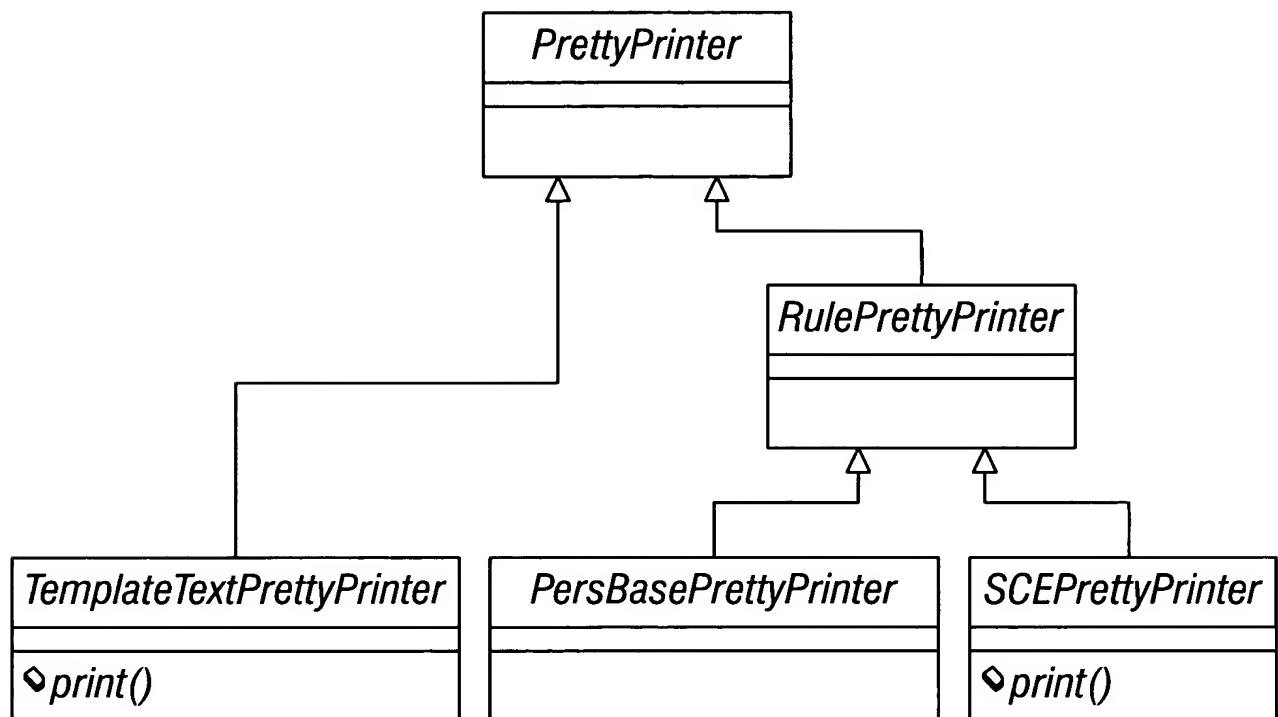 PrettyPrinter
RulePrettyPrinter
TemplateTextPrettyPrinter
PersBasePrettyPrinter
SCEPrettyPrinter
print()
print()